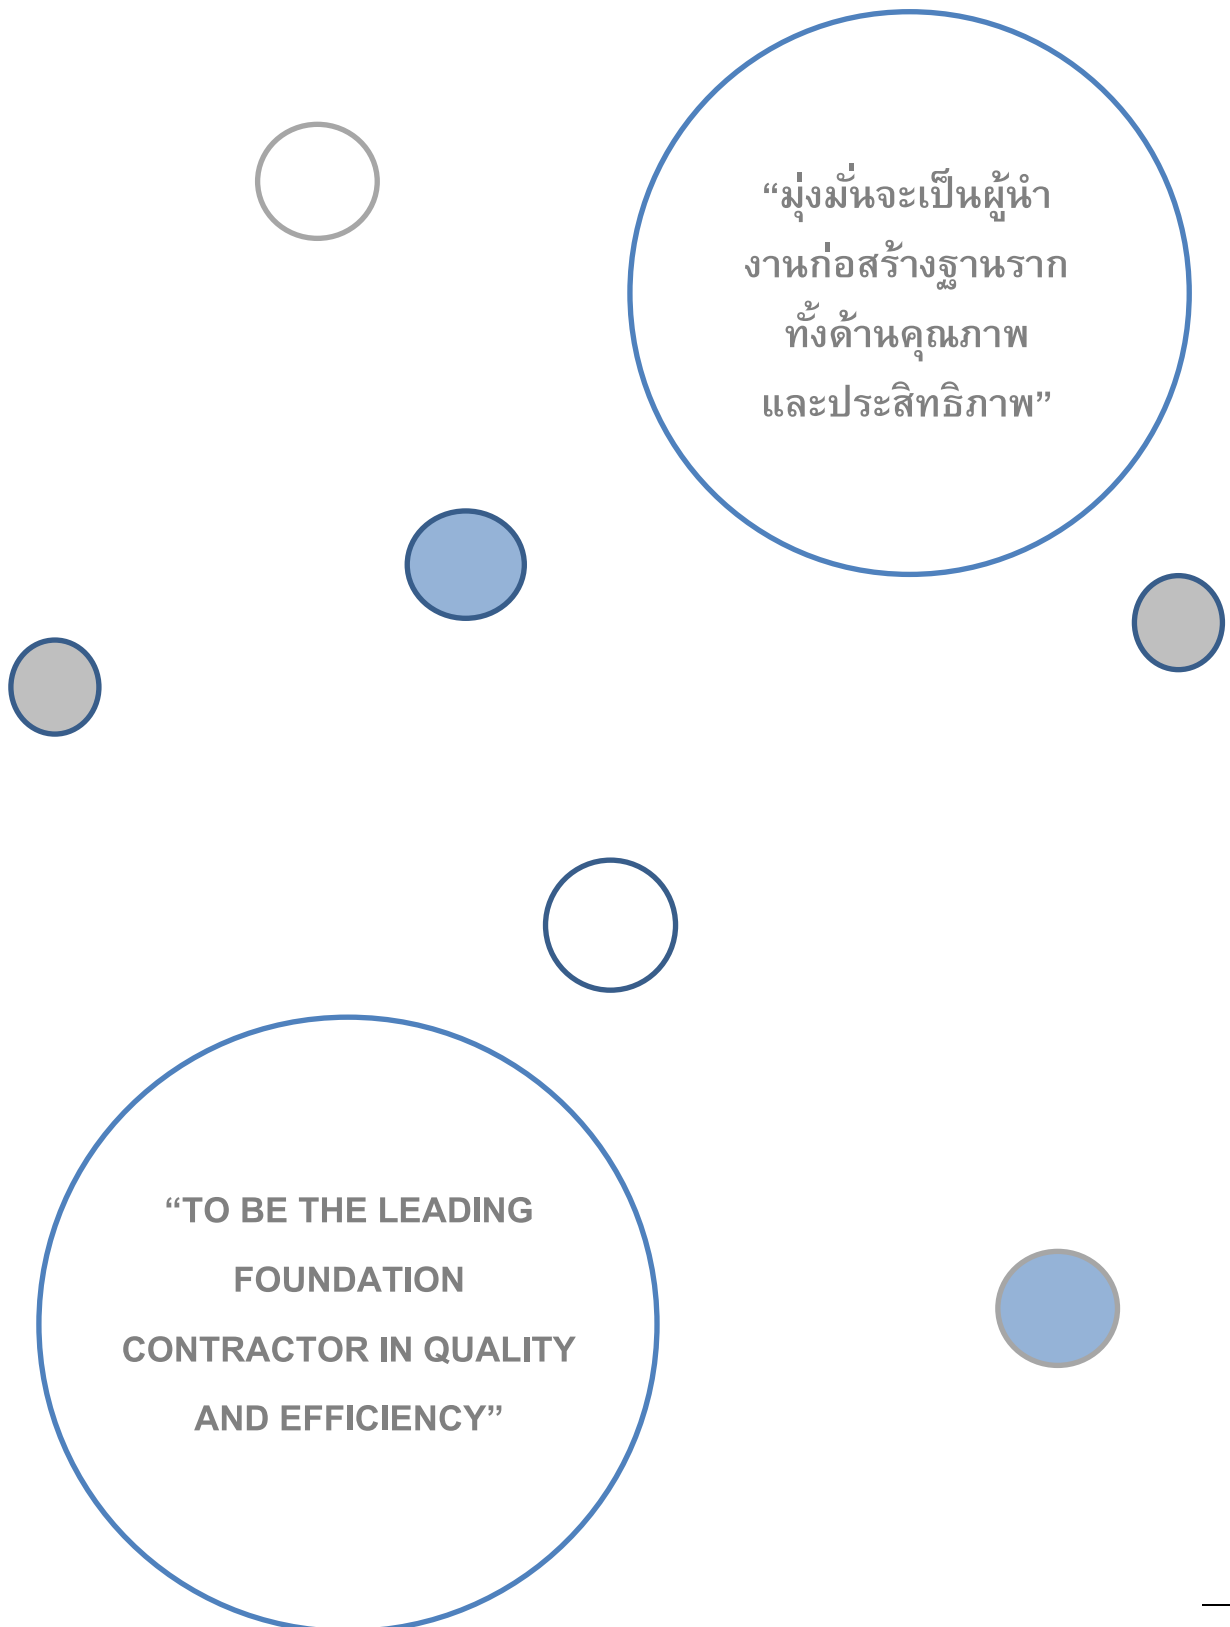 “มุ่งมั่นจะเป็นผู้นำ
งานก่อสร้างฐานราก
ทั้งด้านคุณภาพ
และประสิทธิภาพ”
“TO BE THE LEADING
FOUNDATION
CONTRACTOR IN QUALITY
AND EFFICIENCY”